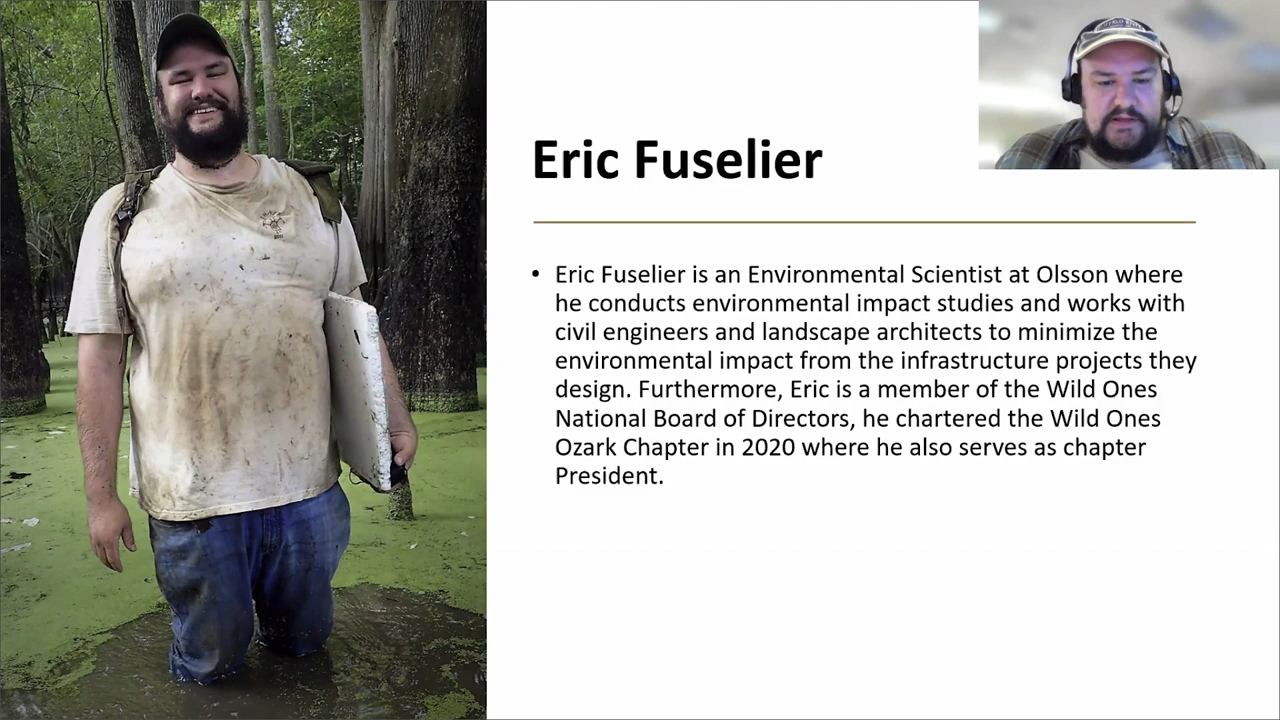 Eric Fuselier
• Eric Fuselier is an Environmental Scientist at Olsson where
he conducts environmental impact studies and works with
civil engineers and landscape architects to minimize the
environmental impact from the infrastructure projects they
design. Furthermore, Eric is a member of the Wild Ones
National Board of Directors, he chartered the Wild Ones
Ozark Chapter in 2020 where he also serves as chapter
President.